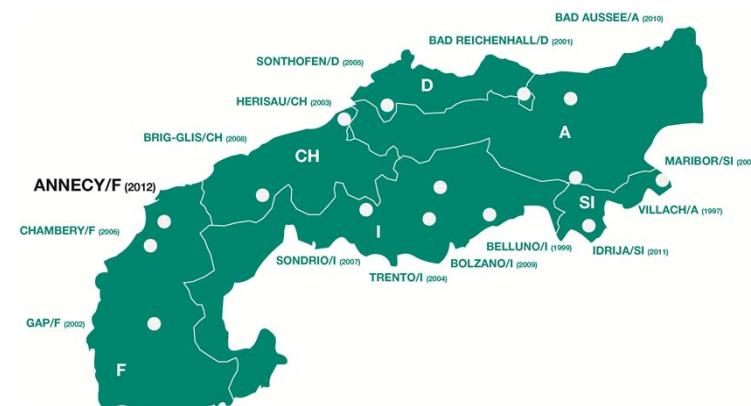 BAD AUSSEE/A (2010)
BAD REICHENHALL/D (2001)
SONTHOFEN/D (2005)
D
HERISAU/CH (2003)
A
BRIG-GLIS/CH (2008)
CH
MARIBOR/SI (200
ANNECY/F (2012)
SI
VILLACH/A (1997)
CHAMBERY/F (2006)
I
BELLUNO/I (1999)
IDRIJA/SI (2011)
SONDRIO/I (2007)
BOLZANO/I (2009)
TRENTO/I (2004)
GAP/F (2002)
F